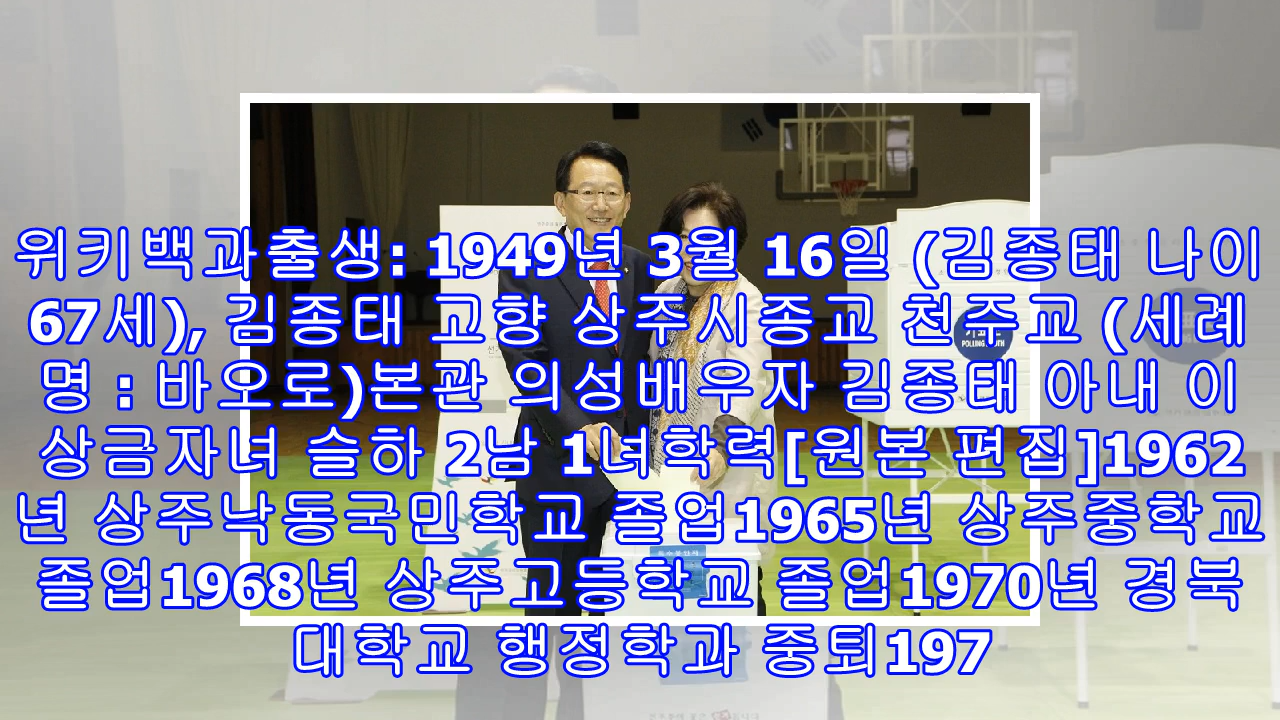 위키백과출생: 1949년 3월 16일 (김종태 나이
67세), 김종태 고향 상주시종교 천주교 (세례
명 : 바오로)본관 의성배우자 김종태 아내 이
상금자녀 슬하 2남 1녀학력[원본 편집]1962
년 상주낙동국민학교 졸업1965년 상주중학교
졸업1968년 상주고등학교 졸업1970년 경북
대학교 행정학과 중퇴197
POLLING BOOTH